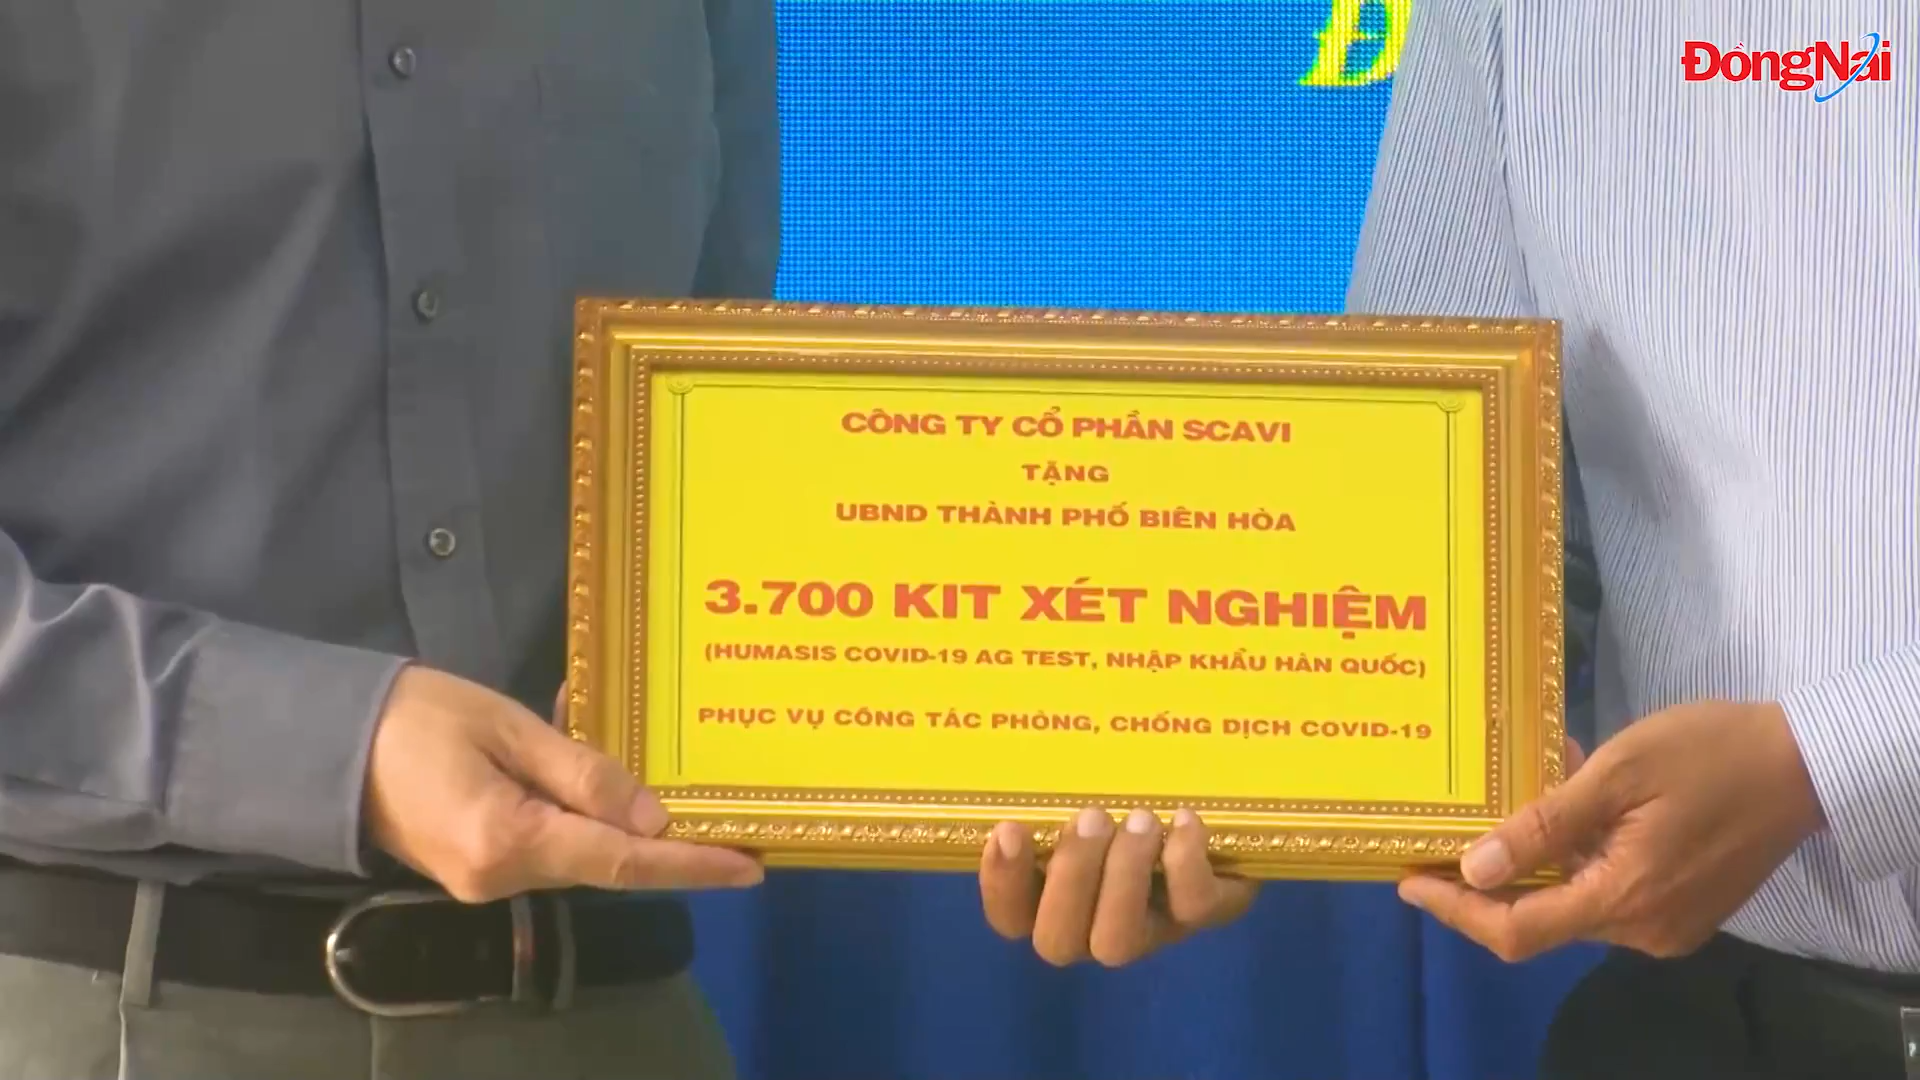 ĐồngNai
Đ
CÔNG TY CỔ PHẦN SCAVI
TẶNG
UBND THÀNH PHỐ BIÊN HÒA
3.700 KIT XÉT NGHIỆM
(HUMASIS COVID-19 AG TEST, NHẬP KHẨU HÀN QUỐC)
PHỤC VỤ CÔNG TÁC PHÒNG, CHỐNG DỊCH COVID-19